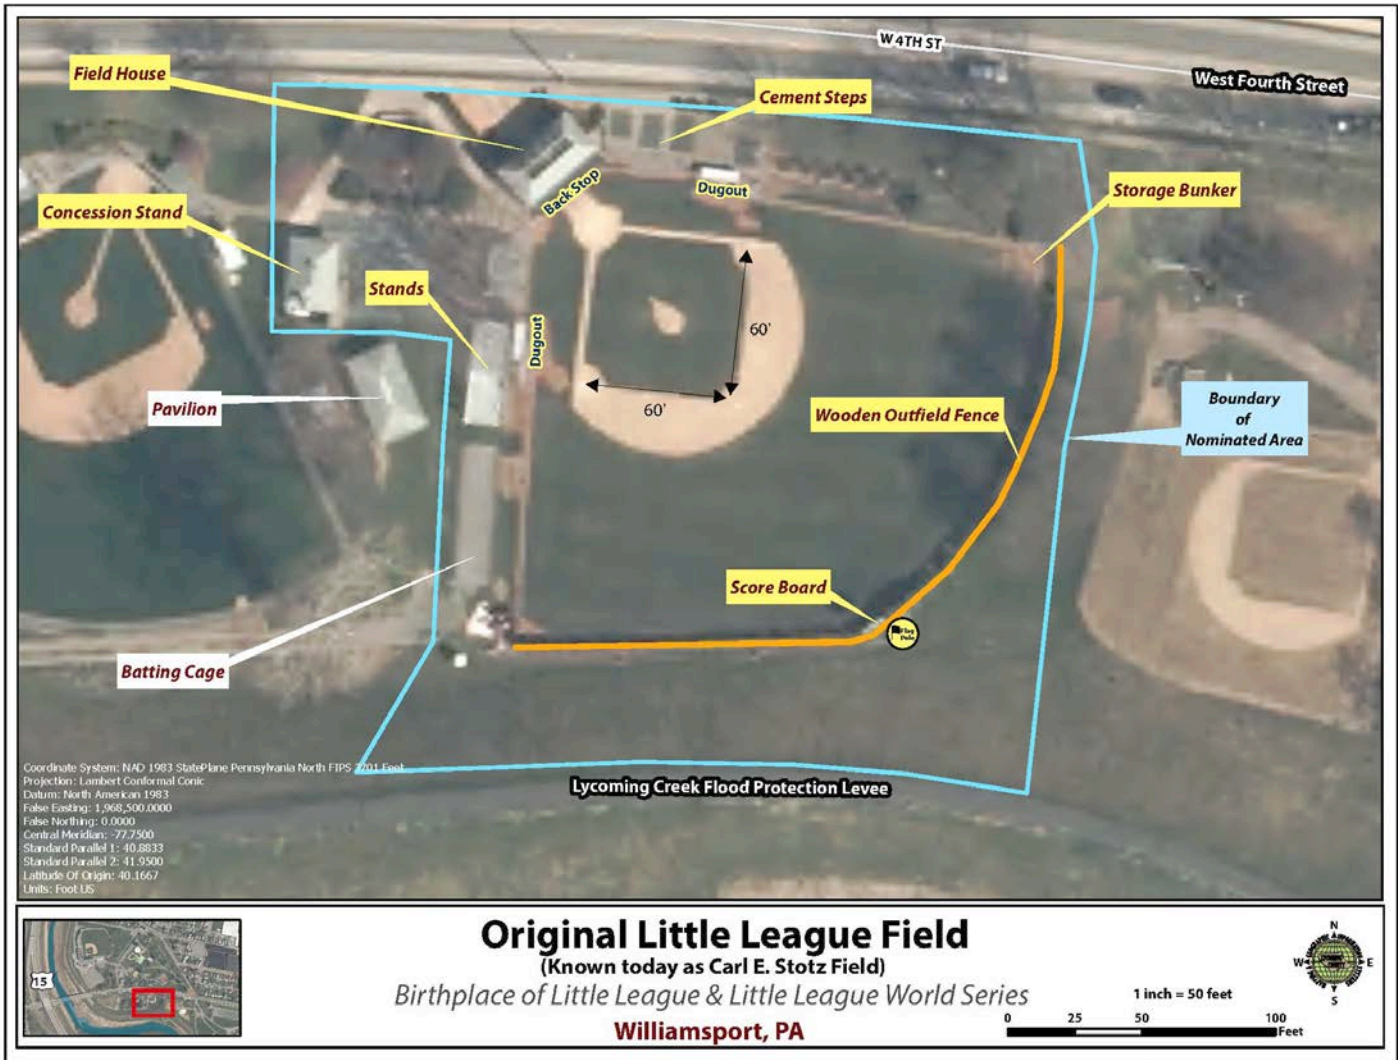 W 4TH ST
West Fourth Street
Field House
Cement Steps
Back Stop
Dugout
Storage Bunker
Concession Stand
Stands
Dugout
60'
60'
Pavilion
Wooden Outfield Fence
Boundary
of
Nominated Area
Score Board
Flag
Pole
Batting Cage
Coordinate System: NAD 1983 StatePlane Pennsylvania North FIPS 3701 Feet
Projection: Lambert Conformal Conic
Datum: North American 1983
False Easting: 1,968,500.0000
False Northing: 0.0000
Central Meridian: -77.7500
Standard Parallel 1: 40.8833
Standard Parallel 2: 41.9500
Latitude Of Origin: 40.1667
Units: Foot US
Lycoming Creek Flood Protection Levee
15
Original Little League Field
(Known today as Carl E. Stotz Field)
Birthplace of Little League & Little League World Series
Williamsport, PA
N
W E
S
1 inch = 50 feet
0 25 50 100
Feet